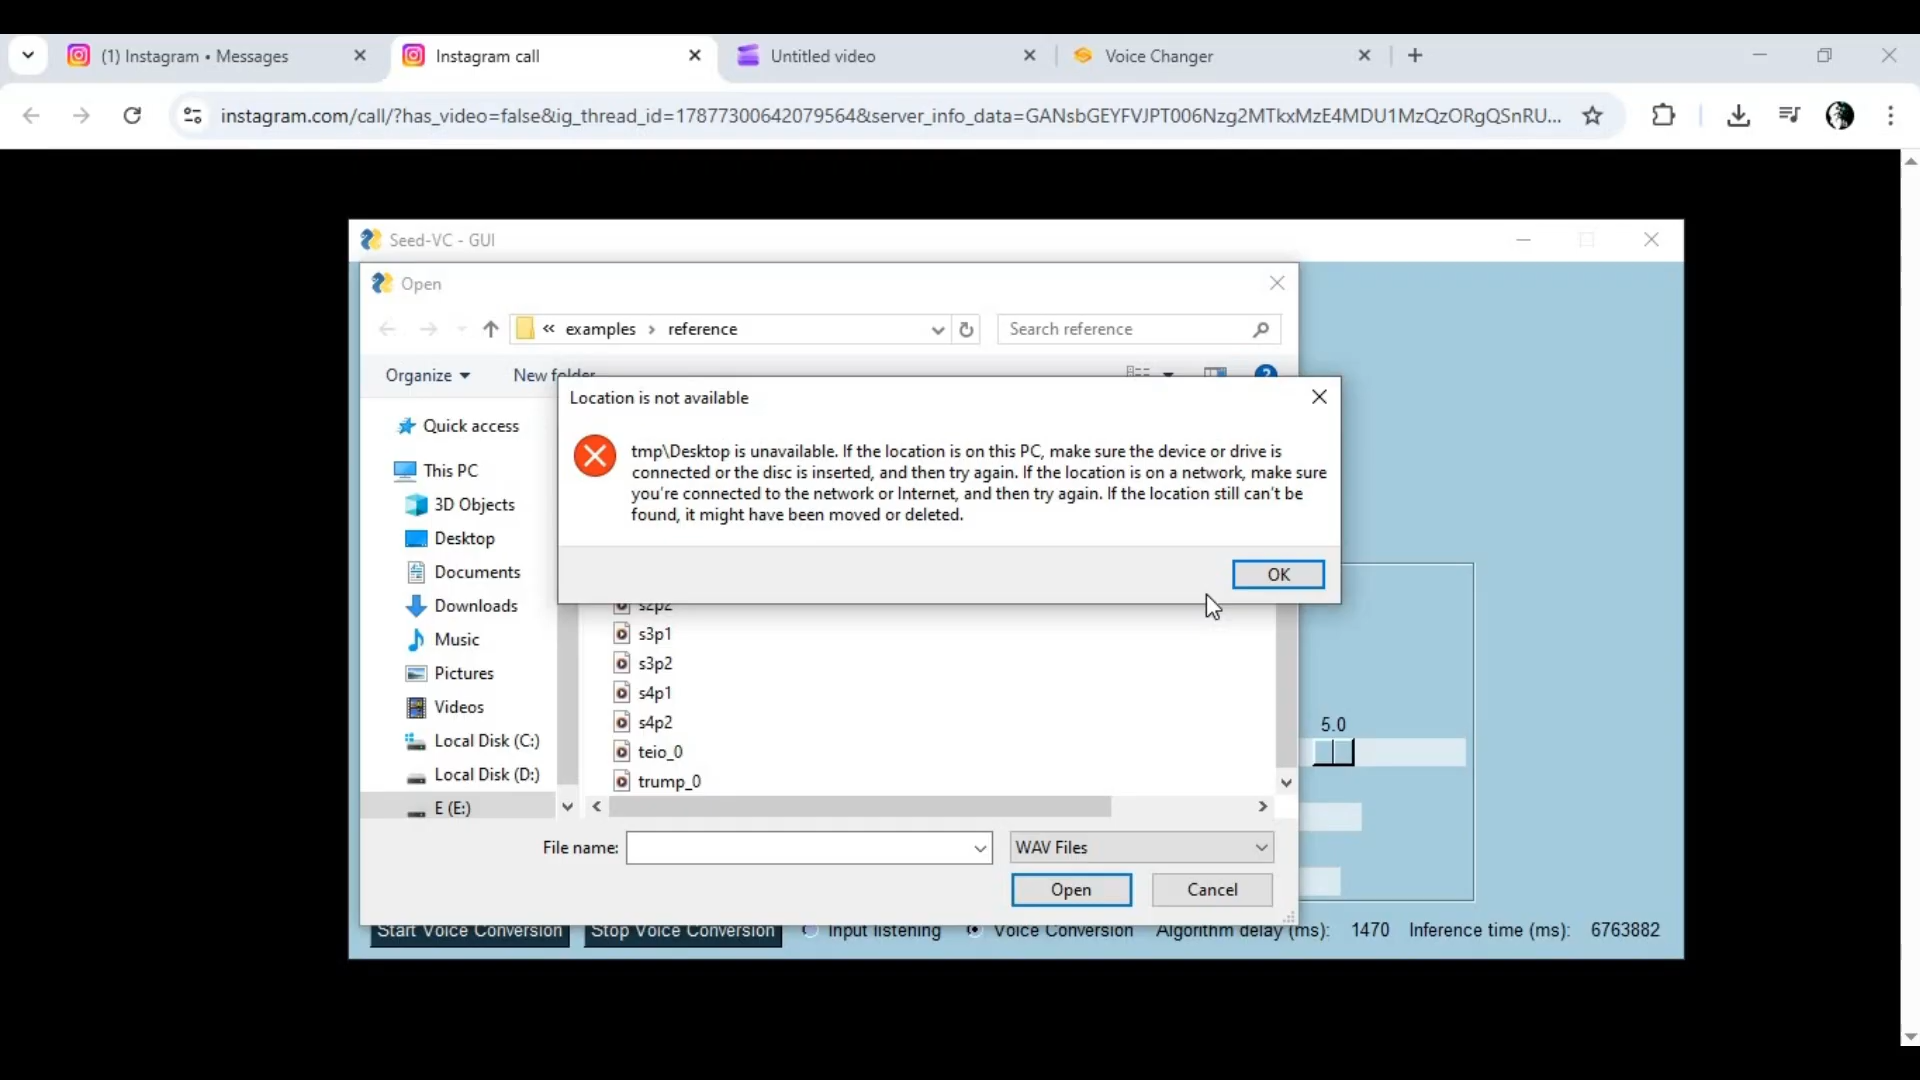 (1) Instagram • Messages
Instagram call
Untitled video
Voice Changer
instagram.com/call/?has_video=false&ig_thread_id=17877300642079564&server_info_data=GANsbGEYFVJPT006Nzg2MTkxMzE4MDU1MzQzORgQSnRU...
Seed-VC - GUI
Open
« examples › reference
Search reference
Organize
New folder
Location is not available
tmp\Desktop is unavailable. If the location is on this PC, make sure the device or drive is
connected or the disc is inserted, and then try again. If the location is on a network, make sure
you're connected to the network or Internet, and then try again. If the location still can't be
found, it might have been moved or deleted.
OK
Quick access
This PC
3D Objects
Desktop
Documents
Downloads
Music
Pictures
Videos
Local Disk (C:)
Local Disk (D:)
E (E:)
s2p2
s3p1
s3p2
s4p1
s4p2
teio_0
trump_0
5.0
File name:
WAV Files
Open
Cancel
Start Voice Conversion
Stop Voice Conversion
Input listening
Voice Conversion
Algorithm delay (ms):
1470
Inference time (ms):
6763882